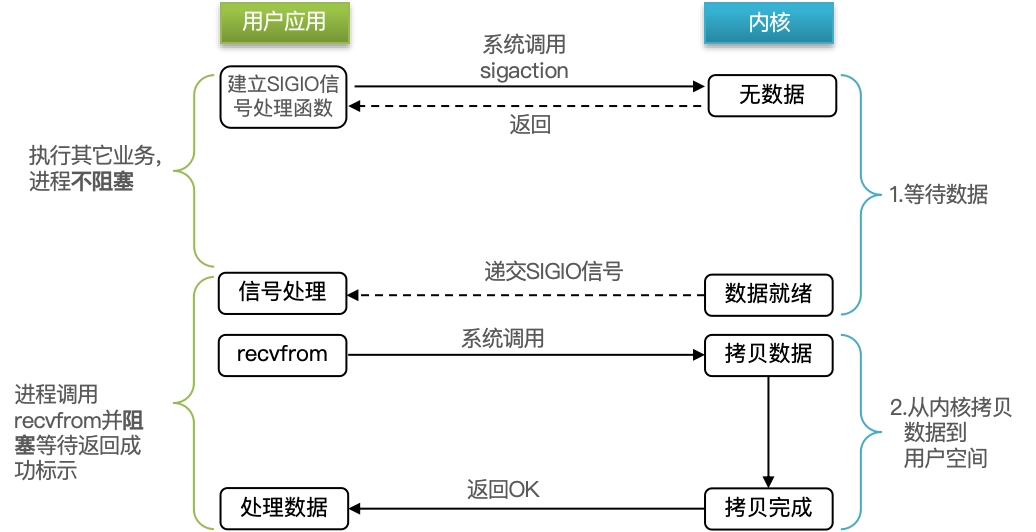 用户应用
内核
系统调用
sigaction
建立SIGIO信
号处理函数
无数据
返回
执行其它业务,
进程不阻塞
1.等待数据
递交SIGIO信号
信号处理
数据就绪
系统调用
recvfrom
拷贝数据
进程调用
recvfrom并阻
塞等待返回成
功标示
2.从内核拷贝
数据到
用户空间
返回OK
处理数据
拷贝完成